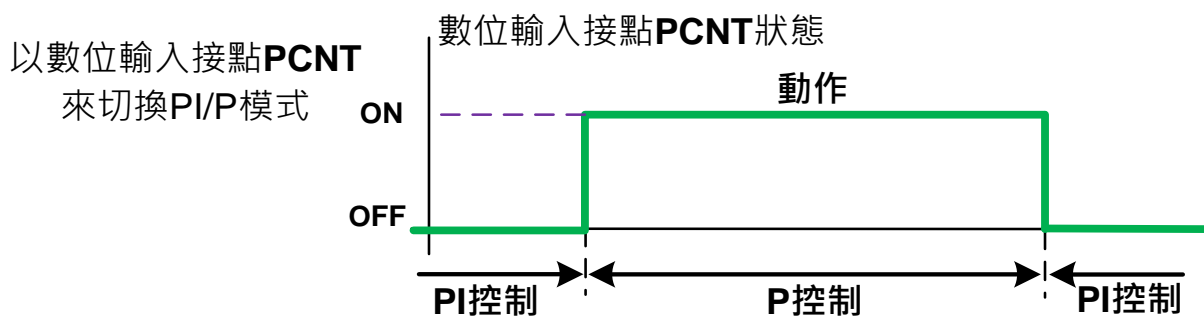 以數位輸入接點PCNT
來切換PI/P模式
數位輸入接點PCNT狀態
動作
ON
OFF
PI控制
P控制
PI控制